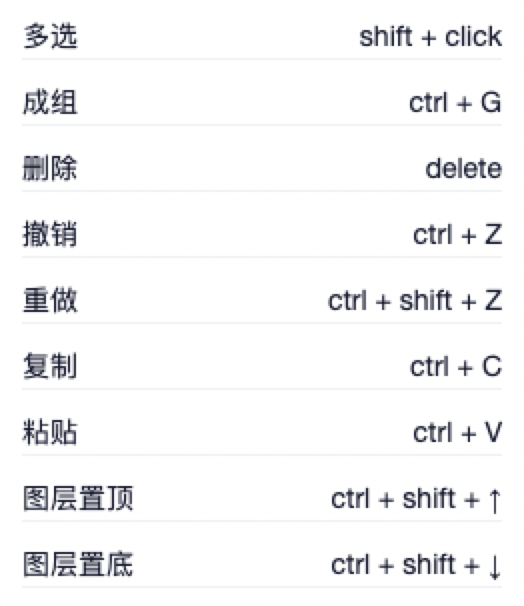 多选 shift + click
成组 ctrl + G
删除 delete
撤销 ctrl + Z
重做 ctrl + shift + Z
复制 ctrl + C
粘贴 ctrl + V
图层置顶 ctrl + shift + ↑
图层置底 ctrl + shift + ↓